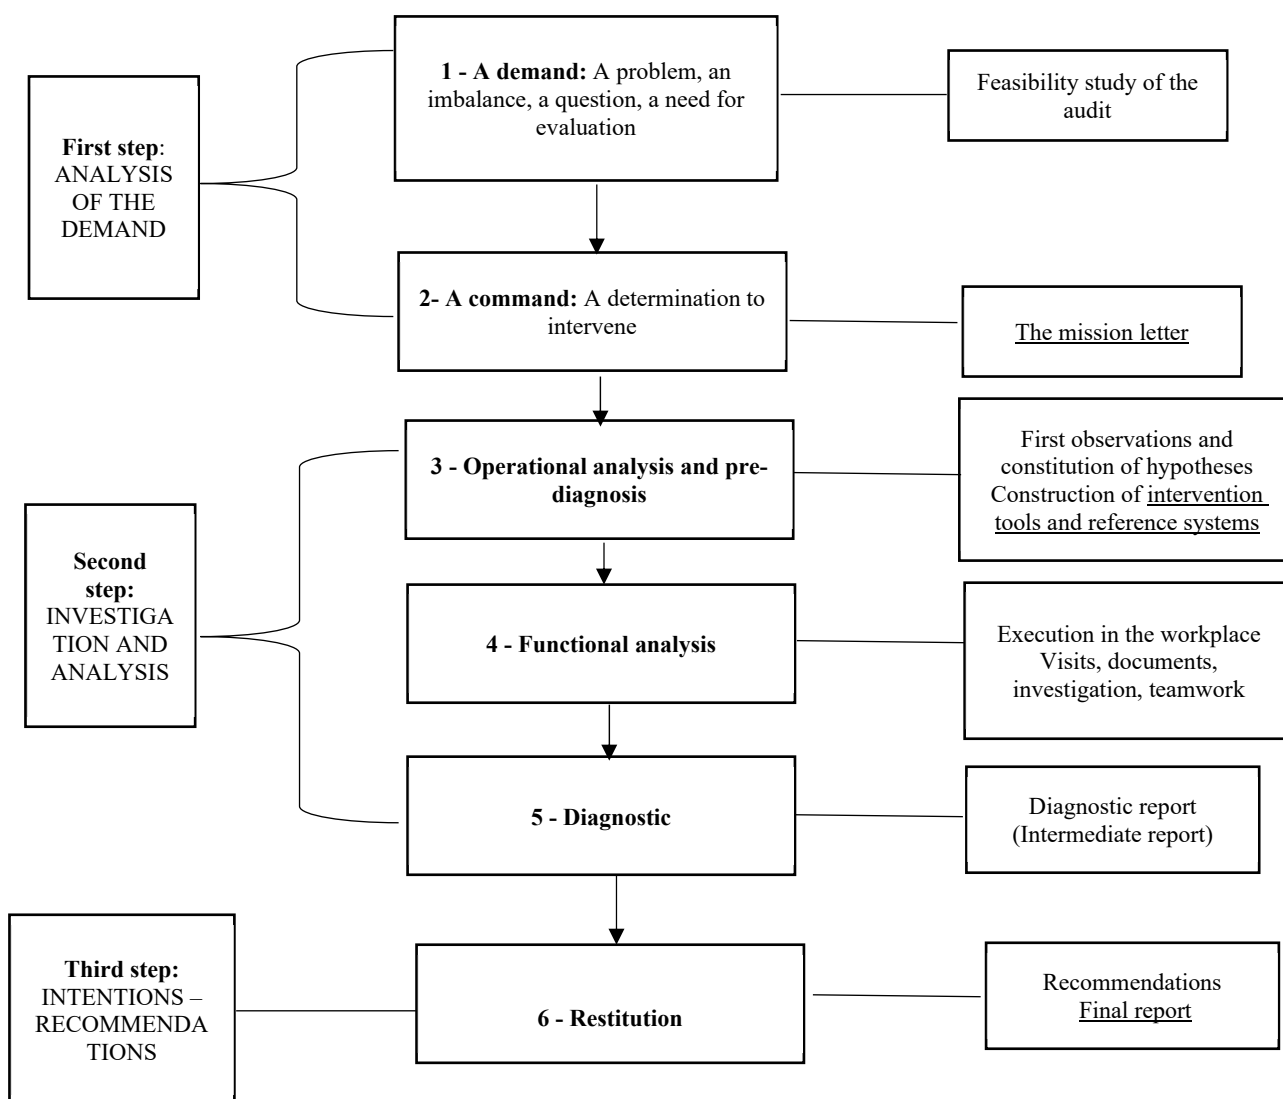 First step:
ANALYSIS
OF THE
DEMAND
1 - A demand: A problem, an
imbalance, a question, a need for
evaluation
Feasibility study of the
audit
2- A command: A determination to
intervene
The mission letter
Second
step:
INVESTIGA
TION AND
ANALYSIS
3 - Operational analysis and pre-
diagnosis
First observations and
constitution of hypotheses
Construction of intervention
tools and reference systems
4 - Functional analysis
Execution in the workplace
Visits, documents,
investigation, teamwork
5 - Diagnostic
Diagnostic report
(Intermediate report)
Third step:
INTENTIONS –
RECOMMENDA
TIONS
6 - Restitution
Recommendations
Final report